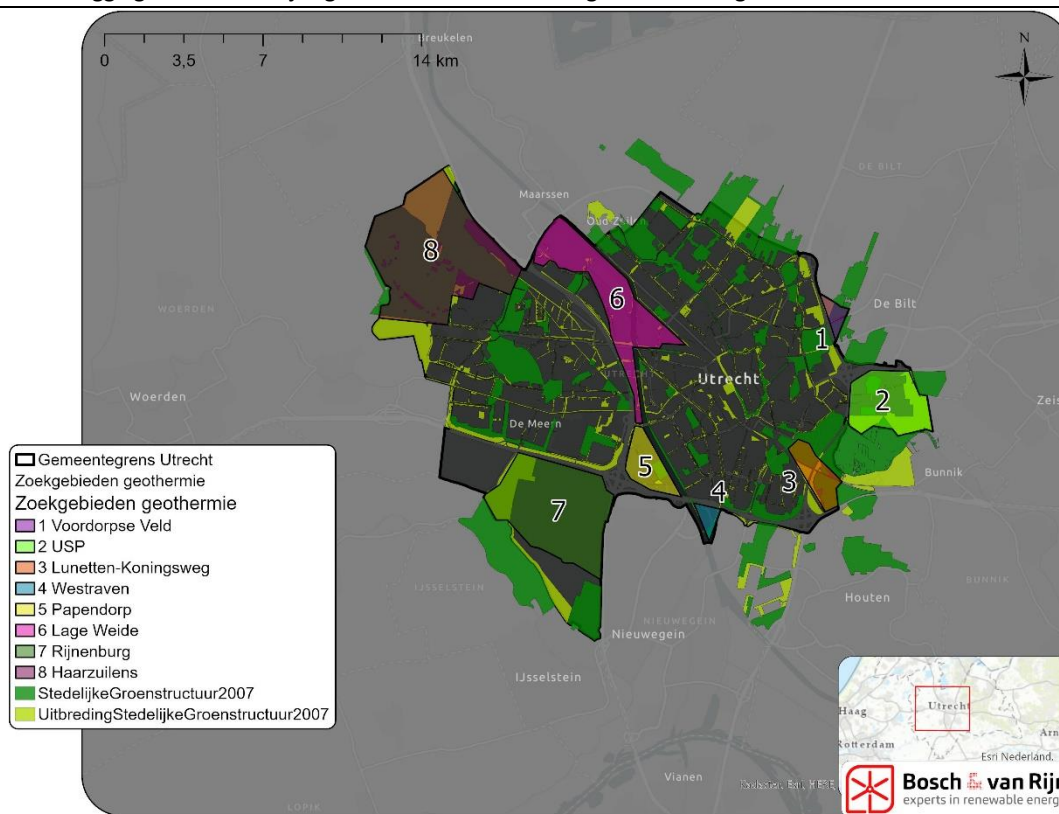 Breukelen
0 3,5 7 14 km
N
DE BILT
Maarssen
Oud-Zuilen
8
6
De Bilt
WOERDEN
1
UTRECHT
Utrecht
2
Woerden
Zeis
De Meern
5
3
Bunnik
4
7
Gemeentegrens Utrecht
Zoekgebieden geothermie
Zoekgebieden geothermie
1 Voordorpse Veld
2 USP
3 Lunetten-Koningsweg
4 Westraven
5 Papendorp
6 Lage Weide
7 Rijnenburg
8 Haarzuilens
StedelijkeGroenstructuur2007
UitbredingStedelijkeGroenstructuur2007
IJSSELSTEIN
BUNNIK
Houten
NIEUWEGEIN
Nieuwegein
IJsselstein
Vianen
LOPIK
Haag
Utrecht
Rotterdam
Arn
Esri Nederland,
Bosch & van Rijn
experts in renewable energ